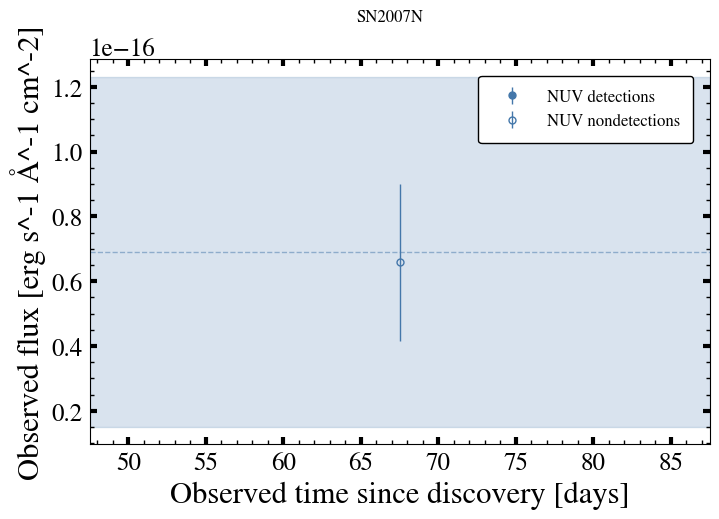 SN2007N
1e−16
NUV detections
NUV nondetections
1.2
1.0
0.8
0.6
0.4
0.2
Observed flux [erg s^-1 Å^-1 cm^-2]
50 55 60 65 70 75 80 85
Observed time since discovery [days]